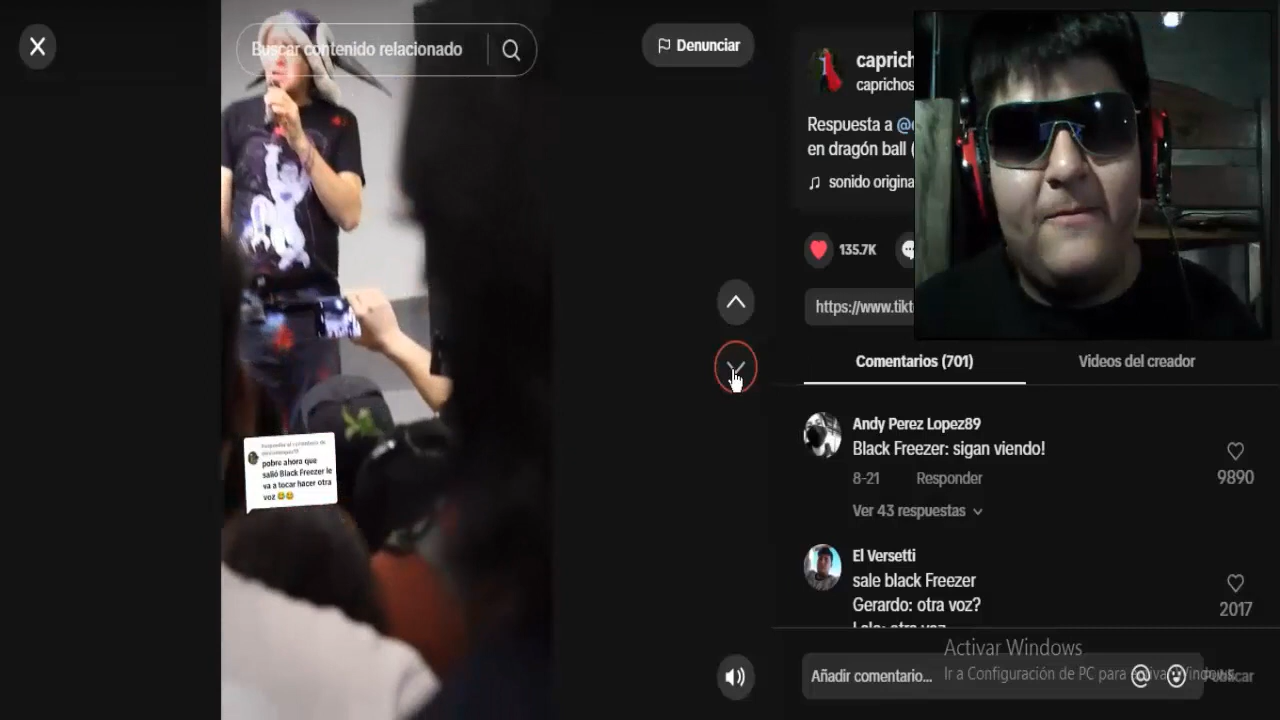 Buscar contenido relacionado
Denunciar
caprich
caprichos
Respuesta a @
en dragón ball (
sonido origina
135.7K
https://www.tikt
Comentarios (701)
Videos del creador
Andy Perez Lopez89
Black Freezer: sigan viendo!
8-21 Responder
9890
Ver 43 respuestas
El Versetti
sale black Freezer
Gerardo: otra voz?
2017
pobre ahora que
salió Black Freezer le
va a tocar hacer otra
voz 😂😂
Activar Windows
Ir a Configuración de PC para activar Windows.
Añadir comentario...
Publicar